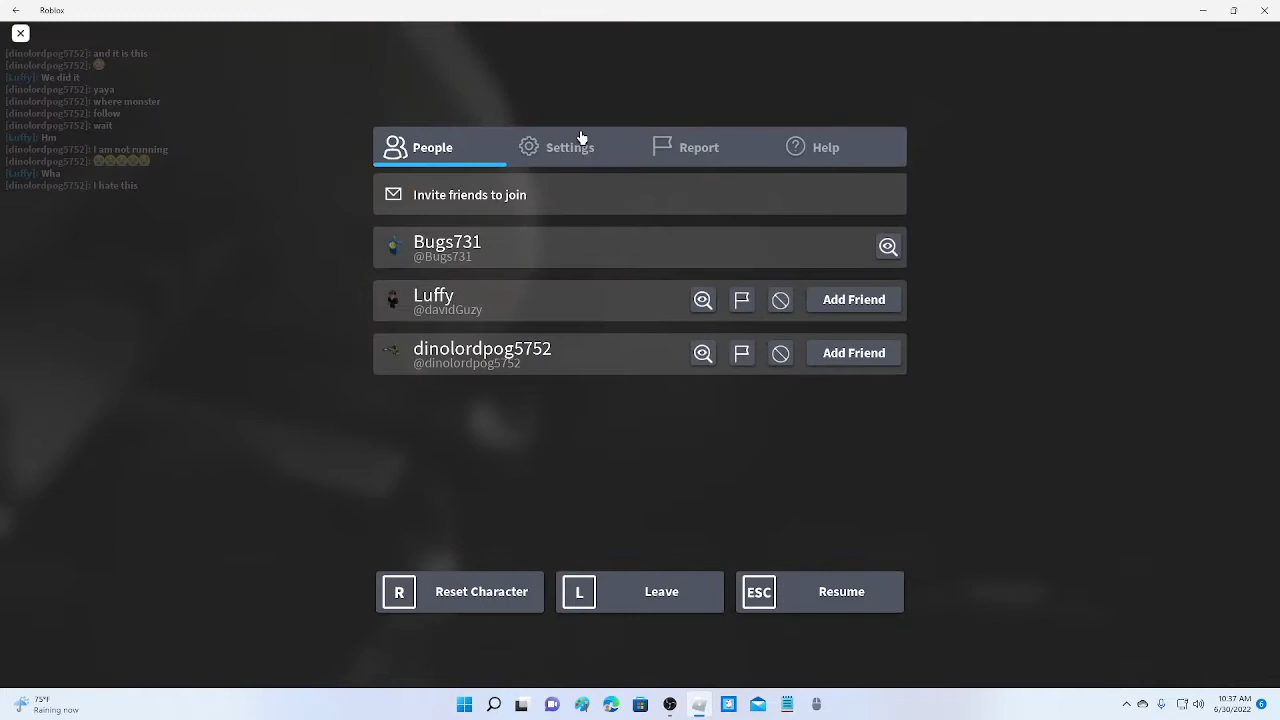 Roblox
[dinolordpog5752]: and it is this
[dinolordpog5752]:
[Luffy]: We did it
[dinolordpog5752]: yaya
[dinolordpog5752]: where monster
[dinolordpog5752]: follow
[dinolordpog5752]: wait
[Luffy]: Hm
[dinolordpog5752]: I am not running
[dinolordpog5752]:
[Luffy]: Wha
[dinolordpog5752]: I hate this
People Settings Report Help
Invite friends to join
Bugs731
@Bugs731
Luffy
@davidGuzy
Add Friend
dinolordpog5752
@dinolordpog5752
Add Friend
R Reset Character
L Leave
ESC Resume
75°F
Raining now
10:37 AM
6/30/2022
6